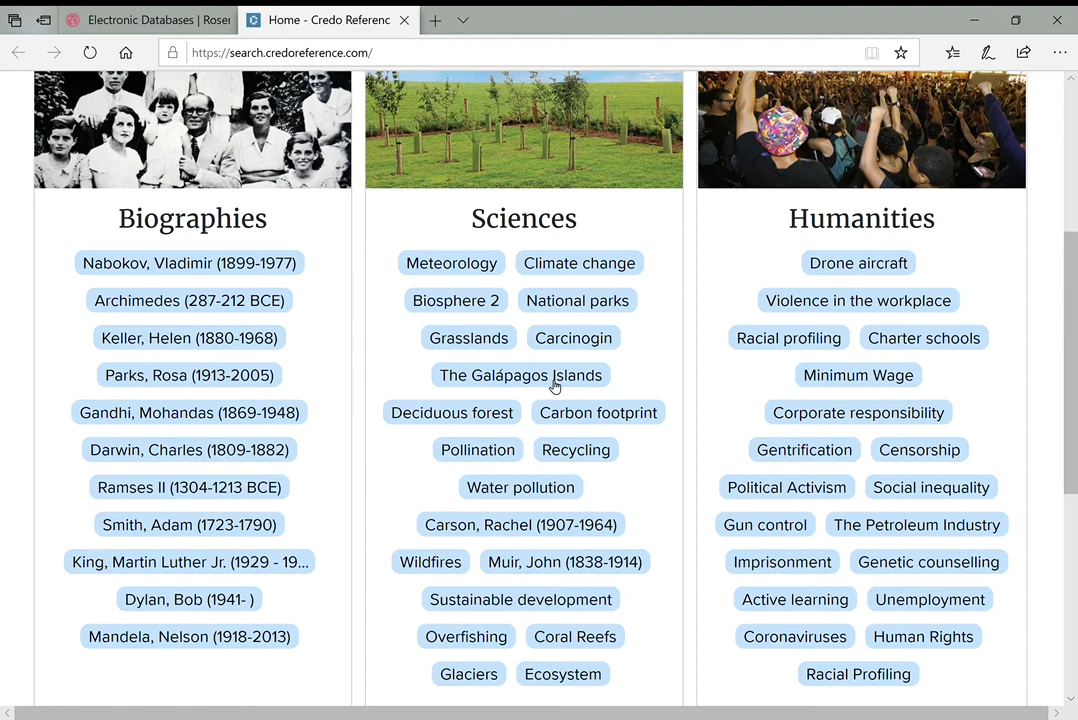 Electronic Databases | Roser
Home - Credo Referenc
https://search.credoreference.com/
Biographies
Nabokov, Vladimir (1899-1977)
Archimedes (287-212 BCE)
Keller, Helen (1880-1968)
Parks, Rosa (1913-2005)
Gandhi, Mohandas (1869-1948)
Darwin, Charles (1809-1882)
Ramses II (1304-1213 BCE)
Smith, Adam (1723-1790)
King, Martin Luther Jr. (1929 - 19...
Dylan, Bob (1941- )
Mandela, Nelson (1918-2013)
Sciences
Meteorology Climate change
Biosphere 2 National parks
Grasslands Carcinogin
The Galápagos Islands
Deciduous forest Carbon footprint
Pollination Recycling
Water pollution
Carson, Rachel (1907-1964)
Wildfires Muir, John (1838-1914)
Sustainable development
Overfishing Coral Reefs
Glaciers Ecosystem
Humanities
Drone aircraft
Violence in the workplace
Racial profiling Charter schools
Minimum Wage
Corporate responsibility
Gentrification Censorship
Political Activism Social inequality
Gun control The Petroleum Industry
Imprisonment Genetic counselling
Active learning Unemployment
Coronaviruses Human Rights
Racial Profiling